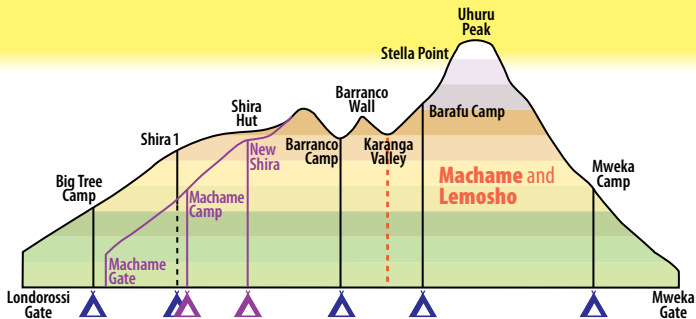 Uhuru
Peak
Stella Point
Barranco
Wall
Shira
Hut
Barafu Camp
Shira 1
Barranco
Camp
Karanga
Valley
New
Shira
Mweka
Camp
Machame and
Lemosho
Big Tree
Camp
Machame
Camp
Machame
Gate
Londorossi
Gate
Mweka
Gate